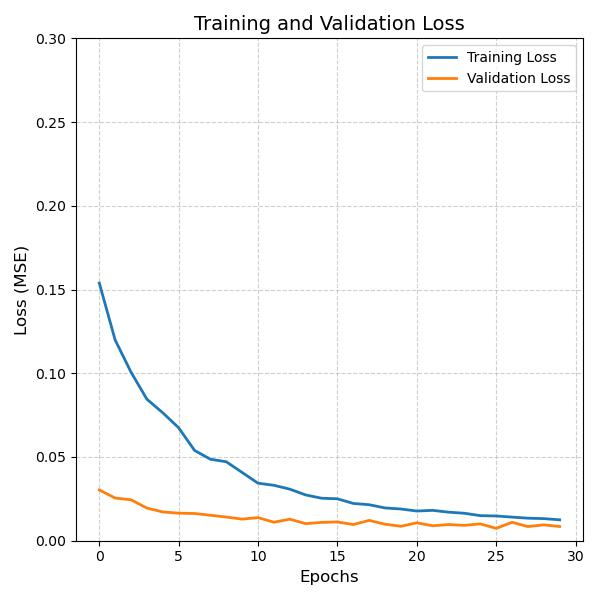 Training and Validation Loss
Training Loss
Validation Loss
0.30
0.25
0.20
0.15
0.10
0.05
0.00
Loss (MSE)
0 5 10 15 20 25 30
Epochs